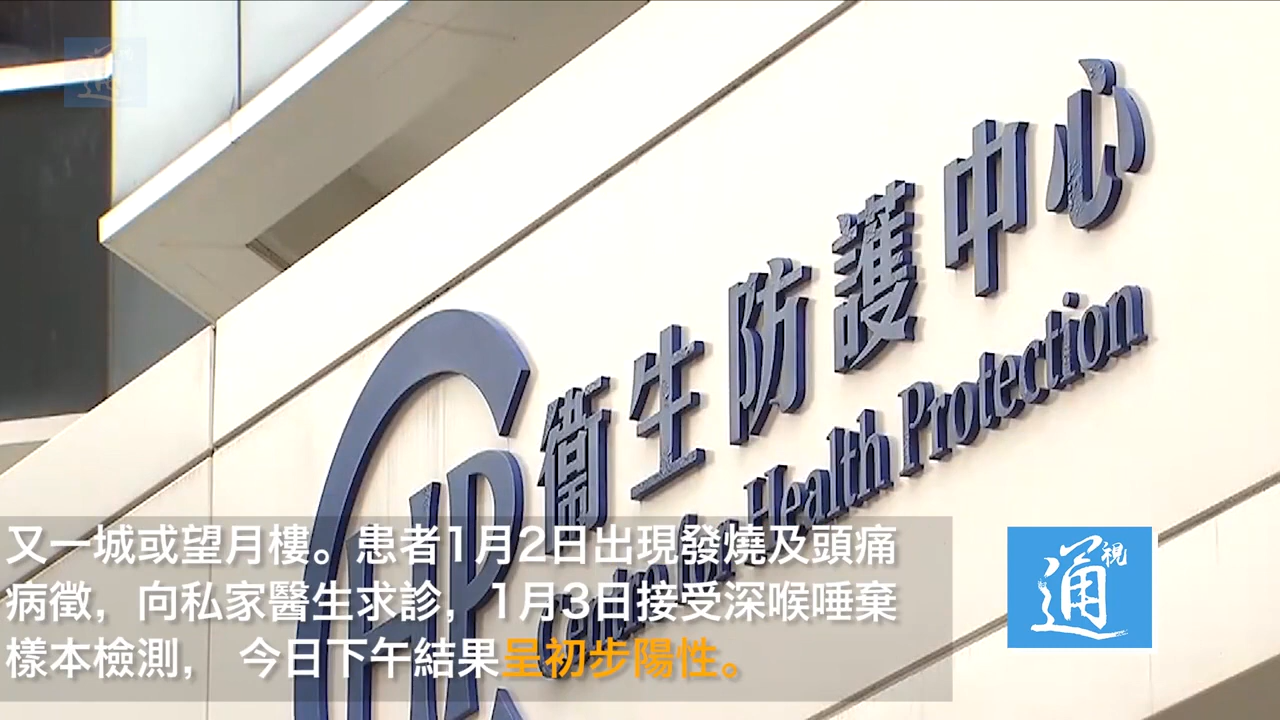 衞生防護中心
Centre for Health Protection
CHP
又一城或望月樓。患者1月2日出現發燒及頭痛
病徵，向私家醫生求診，1月3日接受深喉唾棄
樣本檢測， 今日下午結果呈初步陽性。
通視